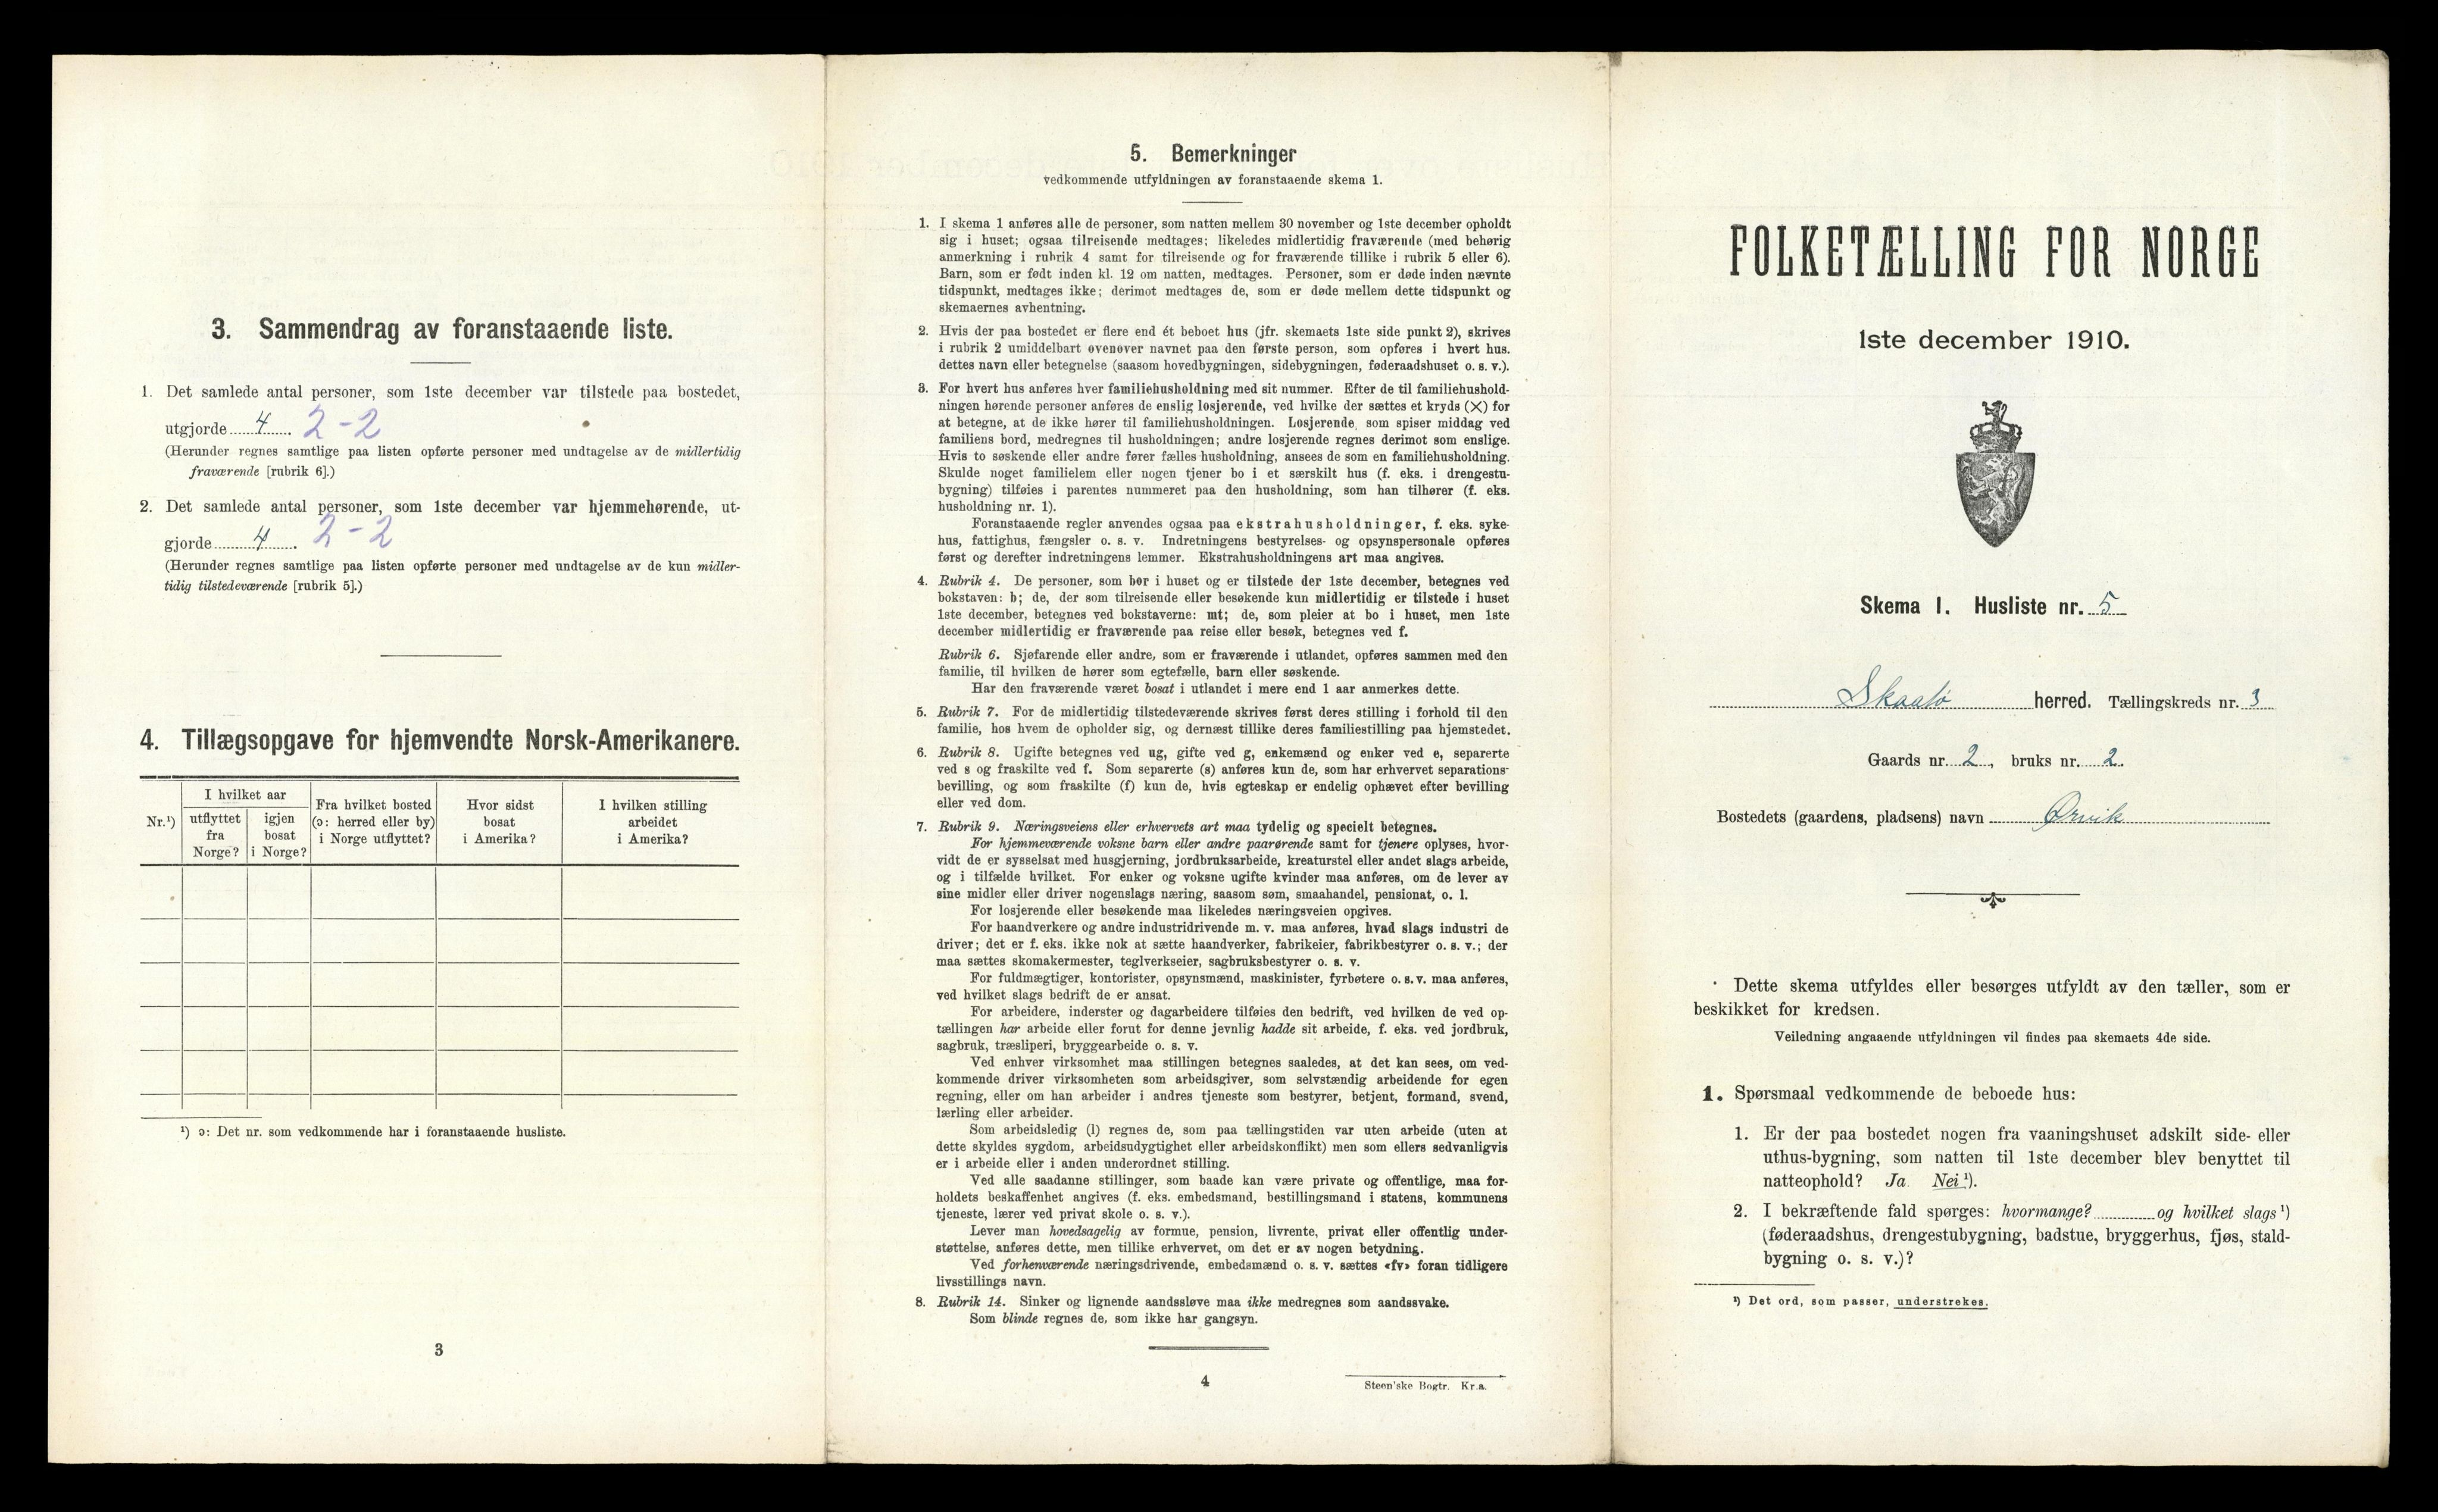 3. Sammendrag av foranstaaende liste.
1. Det samlede antal personer, som 1ste december var tilstede paa bostedet,
utgjorde 4. 2-2
(Herunder regnes samtlige paa listen opførte personer med undtagelse av de midlertidig
fraværende [rubrik 6].)
2. Det samlede antal personer, som 1ste december var hjemmehørende, ut-
gjorde 4. 2-2
(Herunder regnes samtlige paa listen opførte personer med undtagelse av de kun midler-
tidig tilstedeværende [rubrik 5].)
4. Tillægsopgave for hjemvendte Norsk-Amerikanere.
Nr.¹)
I hvilket aar
utflyttet
fra
Norge?
igjen
bosat
i Norge?
Fra hvilket bosted
(ɔ: herred eller by)
i Norge utflyttet?
Hvor sidst
bosat
i Amerika?
I hvilken stilling
arbeidet
i Amerika?
¹) ɔ: Det nr. som vedkommende har i foranstaaende husliste.
3
5. Bemerkninger
vedkommende utfyldningen av foranstaaende skema 1.
1. I skema 1 anføres alle de personer, som natten mellem 30 november og 1ste december opholdt
sig i huset; ogsaa tilreisende medtages; likeledes midlertidig fraværende (med behørig
anmerkning i rubrik 4 samt for tilreisende og for fraværende tillike i rubrik 5 eller 6).
Barn, som er født inden kl. 12 om natten, medtages. Personer, som er døde inden nævnte
tidspunkt, medtages ikke; derimot medtages de, som er døde mellem dette tidspunkt og
skemaernes avhentning.
2. Hvis der paa bostedet er flere end ét beboet hus (jfr. skemaets 1ste side punkt 2), skrives
i rubrik 2 umiddelbart ovenover navnet paa den første person, som opføres i hvert hus.
dettes navn eller betegnelse (saasom hovedbygningen, sidebygningen, føderaadshuset o. s. v.).
3. For hvert hus anføres hver familiehusholdning med sit nummer. Efter de til familiehushold-
ningen hørende personer anføres de enslig losjerende, ved hvilke der sættes et kryds (×) for
at betegne, at de ikke hører til familiehusholdningen. Losjerende, som spiser middag ved
familiens bord, medregnes til husholdningen; andre losjerende regnes derimot som enslige.
Hvis to søskende eller andre fører fælles husholdning, ansees de som en familiehusholdning.
Skulde noget familielem eller nogen tjener bo i et særskilt hus (f. eks. i drengestu-
bygning) tilføies i parentes nummeret paa den husholdning, som han tilhører (f. eks.
husholdning nr. 1).
Foranstaaende regler anvendes ogsaa paa ekstrahusholdninger, f. eks. syke-
hus, fattighus, fængsler o. s. v. Indretningens bestyrelses- og opsynspersonale opføres
først og derefter indretningens lemmer. Ekstrahusholdningens art maa angives.
4. Rubrik 4. De personer, som bor i huset og er tilstede der 1ste december, betegnes ved
bokstaven: b; de, der som tilreisende eller besøkende kun midlertidig er tilstede i huset
1ste december, betegnes ved bokstaverne: mt; de, som pleier at bo i huset, men 1ste
december midlertidig er fraværende paa reise eller besøk, betegnes ved f.
Rubrik 6. Sjøfarende eller andre, som er fraværende i utlandet, opføres sammen med den
familie, til hvilken de hører som egtefælle, barn eller søskende.
Har den fraværende været bosat i utlandet i mere end 1 aar anmerkes dette.
5. Rubrik 7. For de midlertidig tilstedeværende skrives først deres stilling i forhold til den
familie, hos hvem de opholder sig, og dernæst tillike deres familiestilling paa hjemstedet.
6. Rubrik 8. Ugifte betegnes ved ug, gifte ved g, enkemænd og enker ved e, separerte
ved s og fraskilte ved f. Som separerte (s) anføres kun de, som har erhvervet separations-
bevilling, og som fraskilte (f) kun de, hvis egteskap er endelig ophævet efter bevilling
eller ved dom.
7. Rubrik 9. Næringsveiens eller erhvervets art maa tydelig og specielt betegnes.
For hjemmeværende voksne barn eller andre paarørende samt for tjenere oplyses, hvor-
vidt de er sysselsat med husgjerning, jordbruksarbeide, kreaturstel eller andet slags arbeide,
og i tilfælde hvilket. For enker og voksne ugifte kvinder maa anføres, om de lever av
sine midler eller driver nogenslags næring, saasom søm, smaahandel, pensionat, o. l.
For losjerende eller besøkende maa likeledes næringsveien opgives.
For haandverkere og andre industridrivende m. v. maa anføres, hvad slags industri de
driver; det er f. eks. ikke nok at sætte haandverker, fabrikeier, fabrikbestyrer o. s. v.; der
maa sættes skomakermester, teglverkseier, sagbruksbestyrer o. s. v.
For fuldmægtiger, kontorister, opsynsmænd, maskinister, fyrbøtere o. s. v. maa anføres,
ved hvilket slags bedrift de er ansat.
For arbeidere, inderster og dagarbeidere tilføies den bedrift, ved hvilken de ved op-
tællingen har arbeide eller forut for denne jevnlig hadde sit arbeide, f. eks. ved jordbruk,
sagbruk, træsliperi, bryggearbeide o. s. v.
Ved enhver virksomhet maa stillingen betegnes saaledes, at det kan sees, om ved-
kommende driver virksomheten som arbeidsgiver, som selvstændig arbeidende for egen
regning, eller om han arbeider i andres tjeneste som bestyrer, betjent, formand, svend,
lærling eller arbeider.
Som arbeidsledig (l) regnes de, som paa tællingstiden var uten arbeide (uten at
dette skyldes sygdom, arbeidsudygtighet eller arbeidskonflikt) men som ellers sedvanligvis
er i arbeide eller i anden underordnet stilling.
Ved alle saadanne stillinger, som baade kan være private og offentlige, maa for-
holdets beskaffenhet angives (f. eks. embedsmand, bestillingsmand i statens, kommunens
tjeneste, lærer ved privat skole o. s. v.).
Lever man hovedsagelig av formue, pension, livrente, privat eller offentlig under-
støttelse, anføres dette, men tillike erhvervet, om det er av nogen betydning.
Ved forhenværende næringsdrivende, embedsmænd o. s. v. sættes «fv» foran tidligere
livsstillings navn.
8. Rubrik 14. Sinker og lignende aandssløve maa ikke medregnes som aandssvake.
Som blinde regnes de, som ikke har gangsyn.
4
Steen'ske Bogtr. Kr.a.
FOLKETÆLLING FOR NORGE
1ste december 1910.
Skema 1. Husliste nr. 5
Skaatø herred. Tællingskreds nr. 3
Gaards nr. 2, bruks nr. 2.
Bostedets (gaardens, pladsens) navn Ørvik
Dette skema utfyldes eller besørges utfyldt av den tæller, som er
beskikket for kredsen.
Veiledning angaaende utfyldningen vil findes paa skemaets 4de side.
1. Spørsmaal vedkommende de beboede hus:
1. Er der paa bostedet nogen fra vaaningshuset adskilt side- eller
uthus-bygning, som natten til 1ste december blev benyttet til
natteophold? Ja Nei ¹).
2. I bekræftende fald spørges: hvormange? og hvilket slags ¹)
(føderaadshus, drengestubygning, badstue, bryggerhus, fjøs, stald-
bygning o. s. v.)?
¹) Det ord, som passer, understrekes.